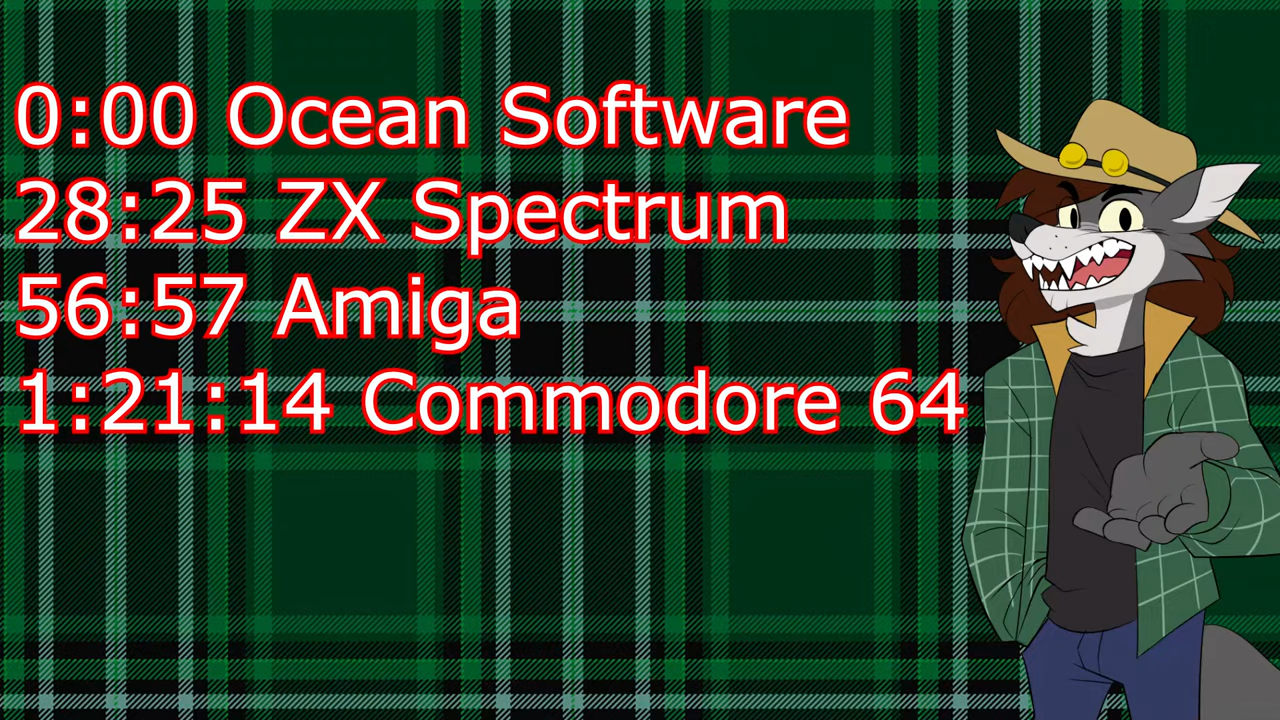 0:00 Ocean Software
28:25 ZX Spectrum
56:57 Amiga
1:21:14 Commodore 64